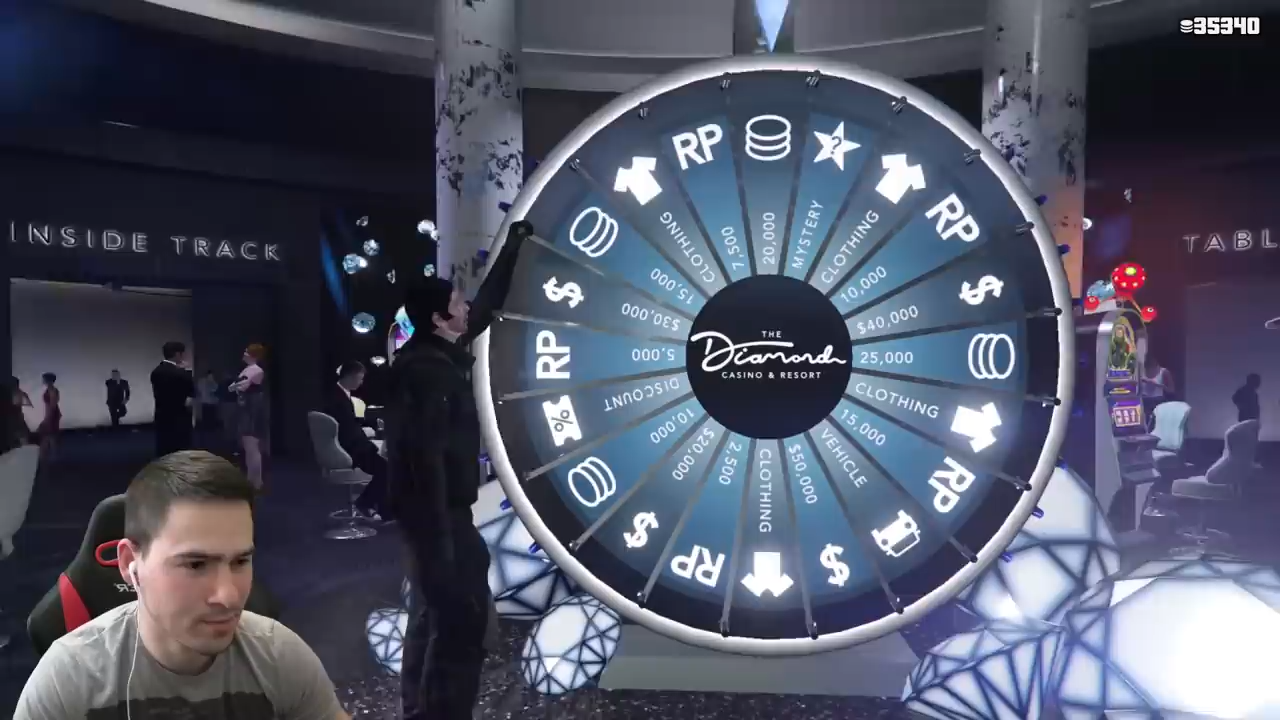 35340
INSIDE TRACK
TABL
RP
RP
RP
RP
RP
20,000
MYSTERY
?
CLOTHING
10,000
$
$40,000
25,000
CLOTHING
15,000
VEHICLE
$
$50,000
CLOTHING
2,500
$
$20,000
10,000
%
DISCOUNT
5,000
$
$30,000
15,000
CLOTHING
7,500
THE
Diamond
CASINO & RESORT